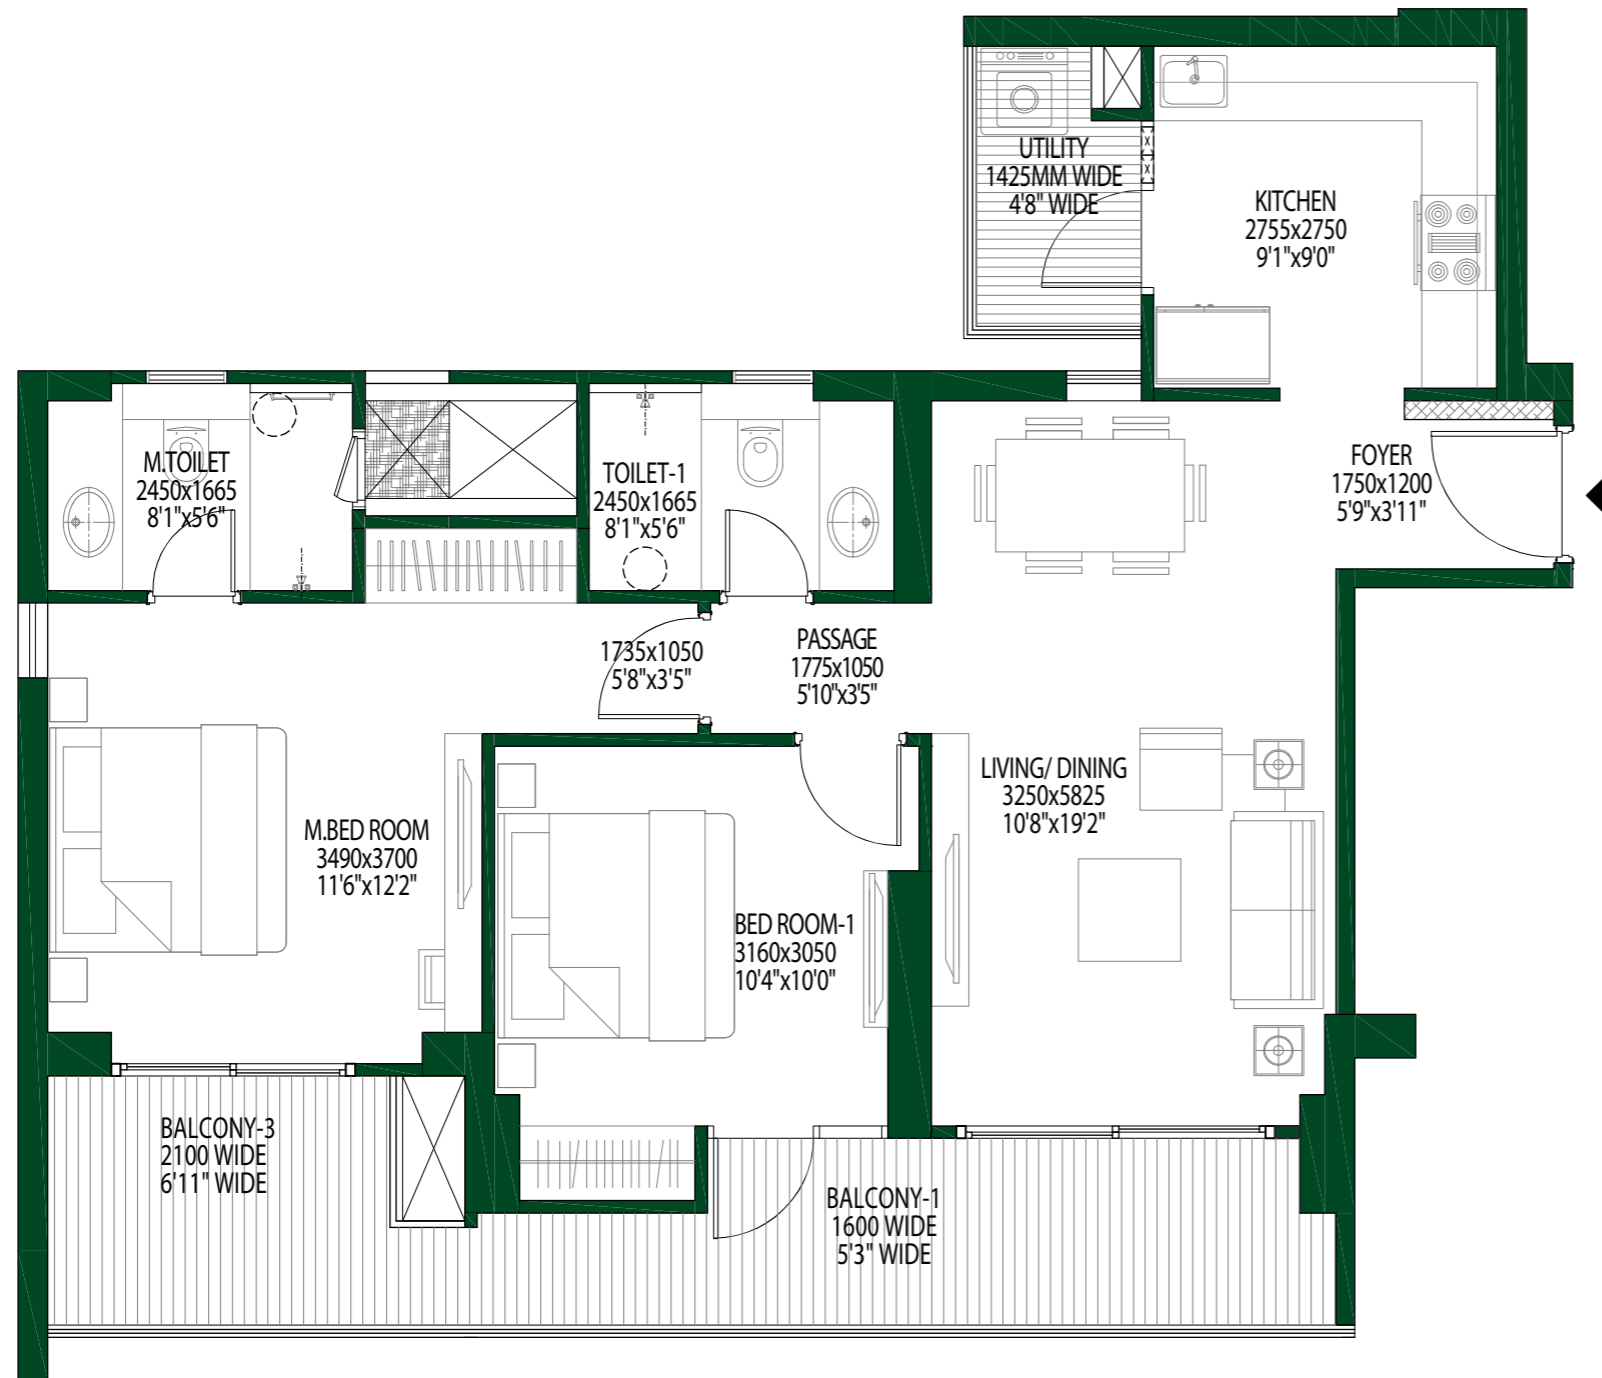 UTILITY
1425MM WIDE
4'8" WIDE
KITCHEN
2755x2750
9'1"x9'0"
M.TOILET
2450x1665
8'1"x5'6"
TOILET-1
2450x1665
8'1"x5'6"
FOYER
1750x1200
5'9"x3'11"
1735x1050
5'8"x3'5"
PASSAGE
1775x1050
5'10"x3'5"
LIVING/ DINING
3250x5825
10'8"x19'2"
M.BED ROOM
3490x3700
11'6"x12'2"
BED ROOM-1
3160x3050
10'4"x10'0"
BALCONY-3
2100 WIDE
6'11" WIDE
BALCONY-1
1600 WIDE
5'3" WIDE